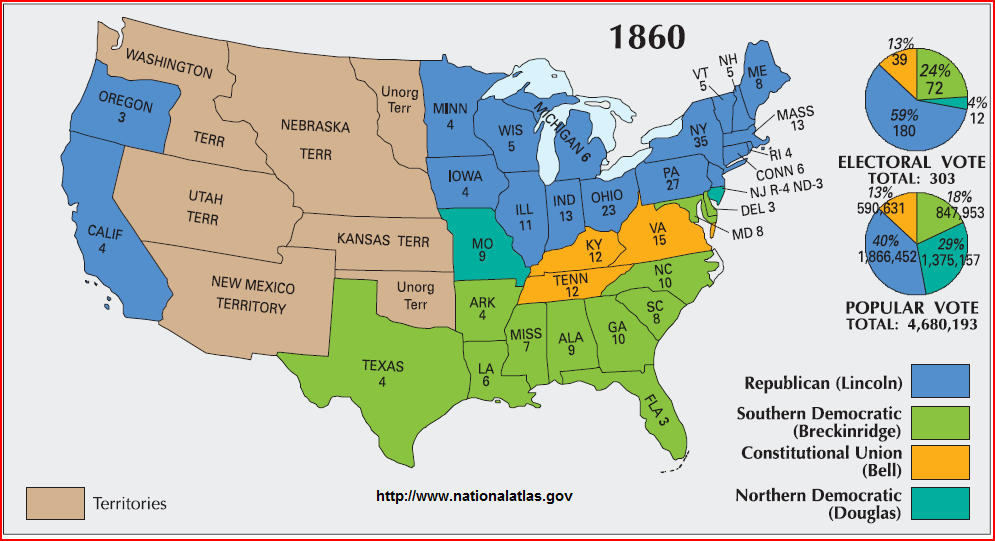 1860
WASHINGTON
TERR
OREGON
3
CALIF
4
UTAH
TERR
NEW MEXICO
TERRITORY
NEBRASKA
TERR
Unorg
Terr
KANSAS TERR
Unorg
Terr
MINN
4
IOWA
4
WIS
5
MICHIGAN 6
ILL
11
IND
13
OHIO
23
PA
27
NY
35
VT
5
NH
5
ME
8
MASS
13
RI 4
CONN 6
NJ R-4 ND-3
DEL 3
MD 8
MO
9
KY
12
VA
15
TENN
12
NC
10
SC
8
GA
10
ALA
9
MISS
7
ARK
4
LA
6
TEXAS
4
FLA 3
13%
39
24%
72
4%
12
59%
180
ELECTORAL VOTE
TOTAL: 303
13%
590,631
18%
847,953
40%
1,866,452
29%
1,375,157
POPULAR VOTE
TOTAL: 4,680,193
Republican (Lincoln)
Southern Democratic
(Breckinridge)
Constitutional Union
(Bell)
Northern Democratic
(Douglas)
Territories
http://www.nationalatlas.gov